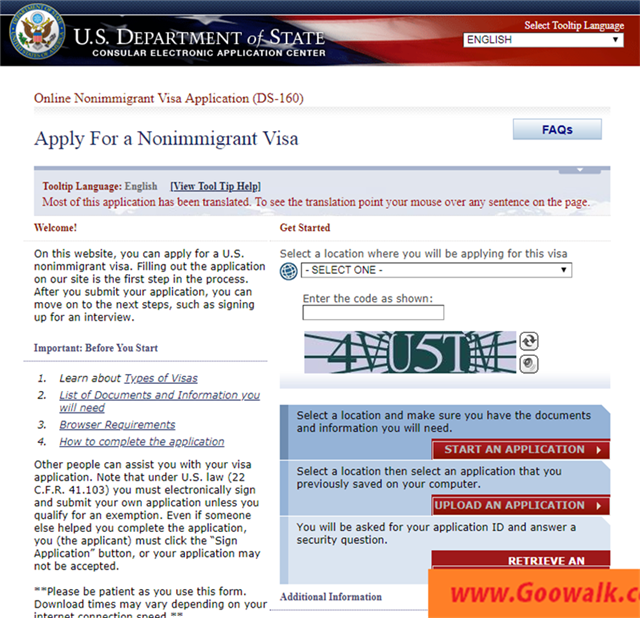 U.S. DEPARTMENT of STATE
CONSULAR ELECTRONIC APPLICATION CENTER
Select Tooltip Language
ENGLISH
Online Nonimmigrant Visa Application (DS-160)
Apply For a Nonimmigrant Visa
FAQs
Tooltip Language: English [View Tool Tip Help]
Most of this application has been translated. To see the translation point your mouse over any sentence on the page.
Welcome!
On this website, you can apply for a U.S.
nonimmigrant visa. Filling out the application
on our site is the first step in the process.
After you submit your application, you can
move on to the next steps, such as signing
up for an interview.
Important: Before You Start
1. Learn about Types of Visas
2. List of Documents and Information you
will need
3. Browser Requirements
4. How to complete the application
Other people can assist you with your visa
application. Note that under U.S. law (22
C.F.R. 41.103) you must electronically sign
and submit your own application unless you
qualify for an exemption. Even if someone
else helped you complete the application,
you (the applicant) must click the "Sign
Application" button, or your application may
not be accepted.
**Please be patient as you use this form.
Download times may vary depending on your
internet connection speed.**
Get Started
Select a location where you will be applying for this visa
- SELECT ONE -
Enter the code as shown:
4VU5TM
Select a location and make sure you have the documents
and information you will need.
START AN APPLICATION
Select a location then select an application that you
previously saved on your computer.
UPLOAD AN APPLICATION
You will be asked for your application ID and answer a
security question.
RETRIEVE AN
Additional Information
www.Goowalk.c